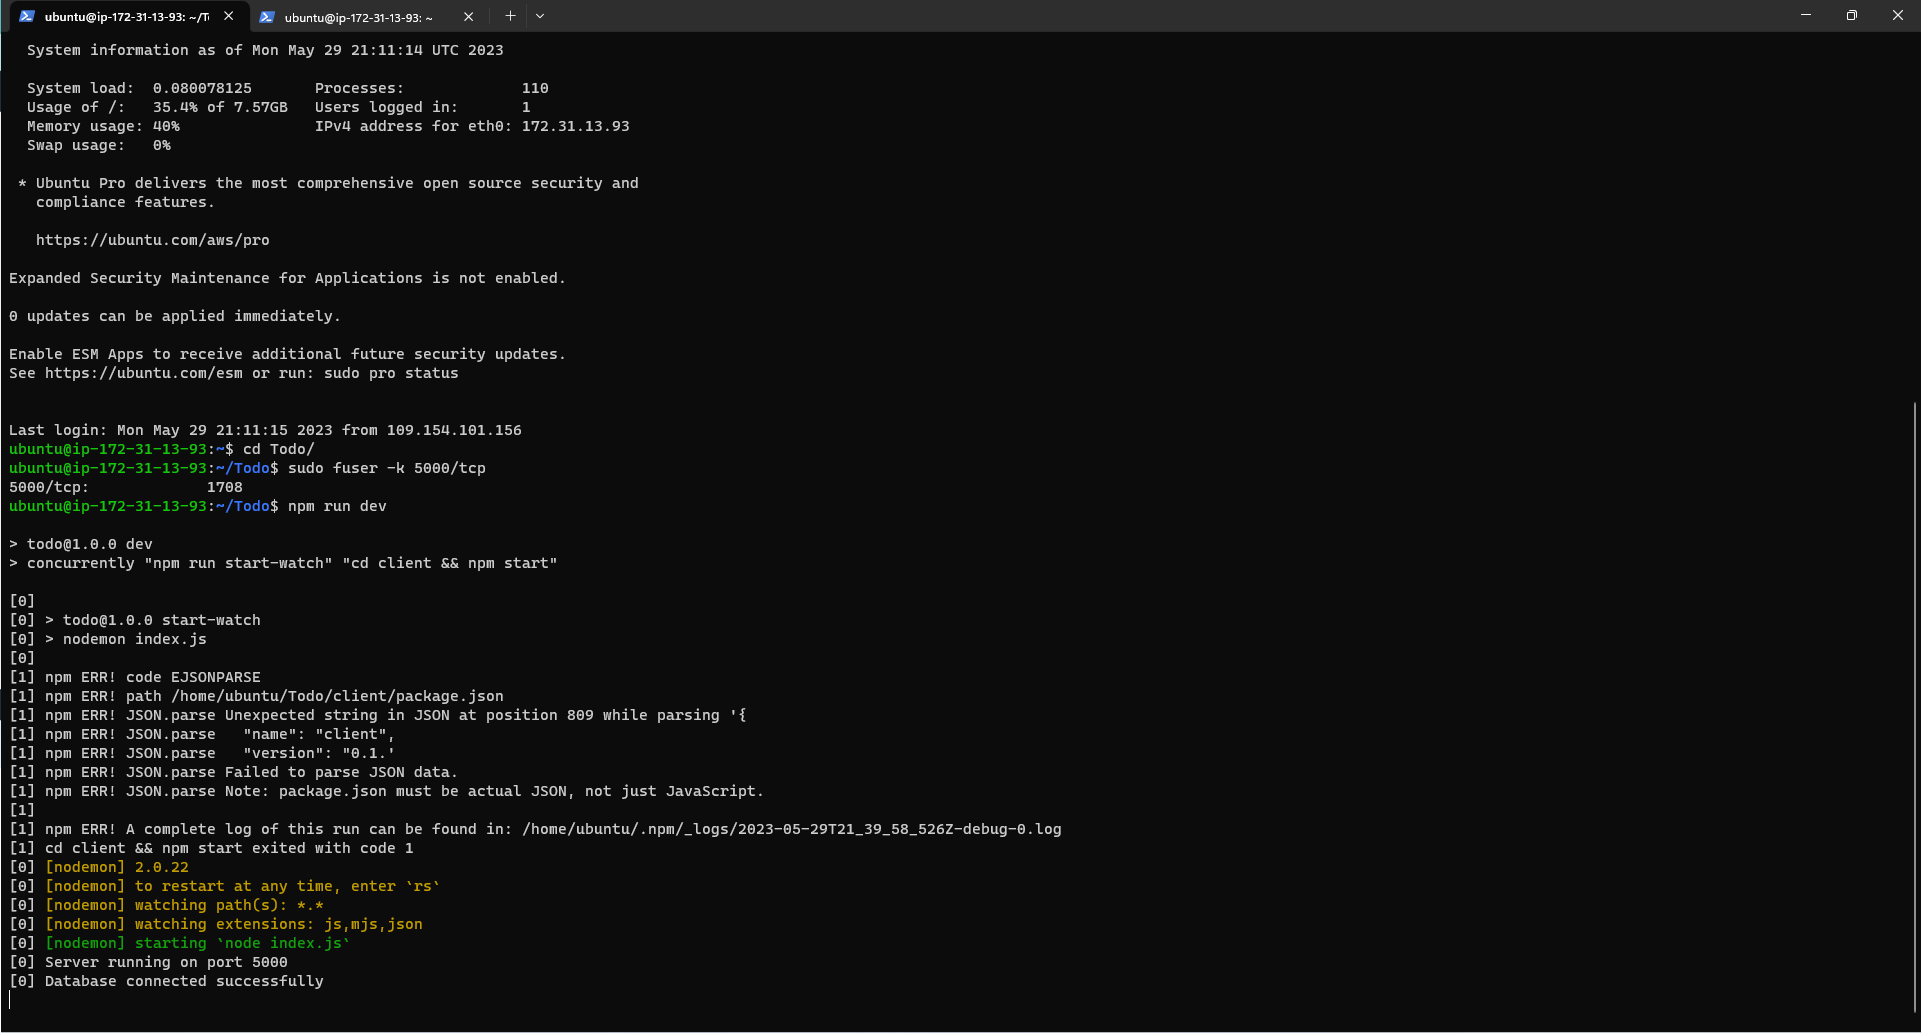 ubuntu@ip-172-31-13-93: ~/T
ubuntu@ip-172-31-13-93: ~
System information as of Mon May 29 21:11:14 UTC 2023
System load:  0.080078125       Processes:             110
Usage of /:   35.4% of 7.57GB   Users logged in:       1
Memory usage: 40%               IPv4 address for eth0: 172.31.13.93
Swap usage:   0%
* Ubuntu Pro delivers the most comprehensive open source security and
compliance features.
https://ubuntu.com/aws/pro
Expanded Security Maintenance for Applications is not enabled.
0 updates can be applied immediately.
Enable ESM Apps to receive additional future security updates.
See https://ubuntu.com/esm or run: sudo pro status
Last login: Mon May 29 21:11:15 2023 from 109.154.101.156
ubuntu@ip-172-31-13-93:~$ cd Todo/
ubuntu@ip-172-31-13-93:~/Todo$ sudo fuser -k 5000/tcp
5000/tcp:             1708
ubuntu@ip-172-31-13-93:~/Todo$ npm run dev
> todo@1.0.0 dev
> concurrently "npm run start-watch" "cd client && npm start"
[0]
[0] > todo@1.0.0 start-watch
[0] > nodemon index.js
[0]
[1] npm ERR! code EJSONPARSE
[1] npm ERR! path /home/ubuntu/Todo/client/package.json
[1] npm ERR! JSON.parse Unexpected string in JSON at position 809 while parsing '{
[1] npm ERR! JSON.parse   "name": "client",
[1] npm ERR! JSON.parse   "version": "0.1.'
[1] npm ERR! JSON.parse Failed to parse JSON data.
[1] npm ERR! JSON.parse Note: package.json must be actual JSON, not just JavaScript.
[1]
[1] npm ERR! A complete log of this run can be found in: /home/ubuntu/.npm/_logs/2023-05-29T21_39_58_526Z-debug-0.log
[1] cd client && npm start exited with code 1
[0] [nodemon] 2.0.22
[0] [nodemon] to restart at any time, enter `rs`
[0] [nodemon] watching path(s): *.*
[0] [nodemon] watching extensions: js,mjs,json
[0] [nodemon] starting `node index.js`
[0] Server running on port 5000
[0] Database connected successfully